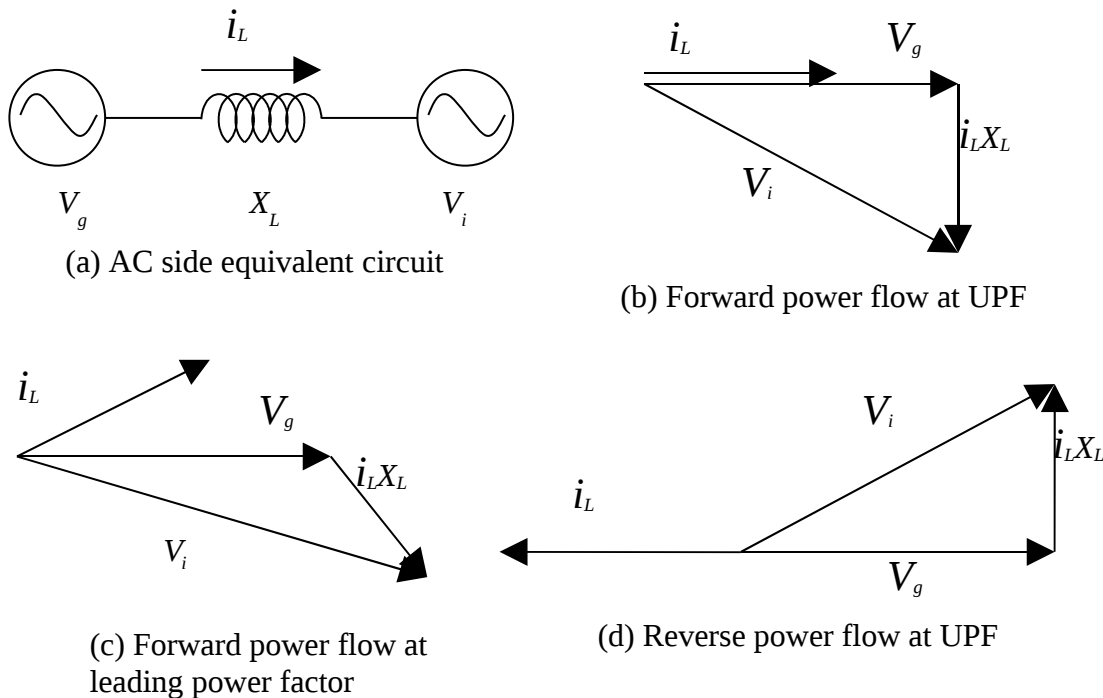 i_L
V_g
X_L
V_i
(a) AC side equivalent circuit
i_L
V_g
i_LX_L
V_i
(b) Forward power flow at UPF
i_L
V_g
i_LX_L
V_i
(c) Forward power flow at
leading power factor
V_i
i_LX_L
i_L
V_g
(d) Reverse power flow at UPF